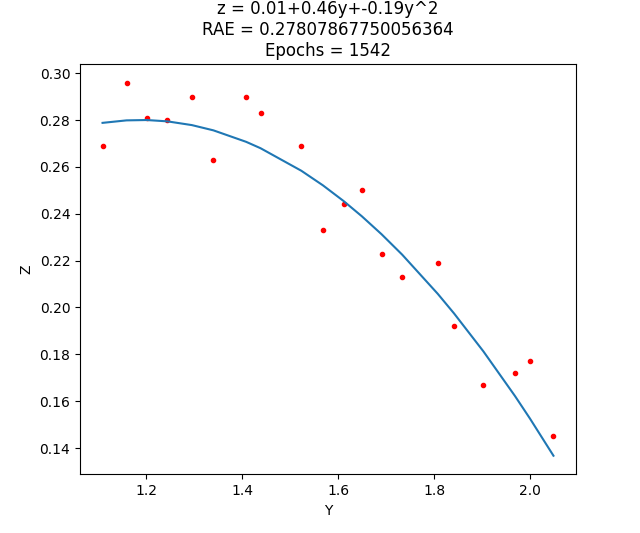 z = 0.01+0.46y+-0.19y^2
RAE = 0.27807867750056364
Epochs = 1542
0.30
0.28
0.26
0.24
0.22
0.20
0.18
0.16
0.14
Z
1.2 1.4 1.6 1.8 2.0
Y